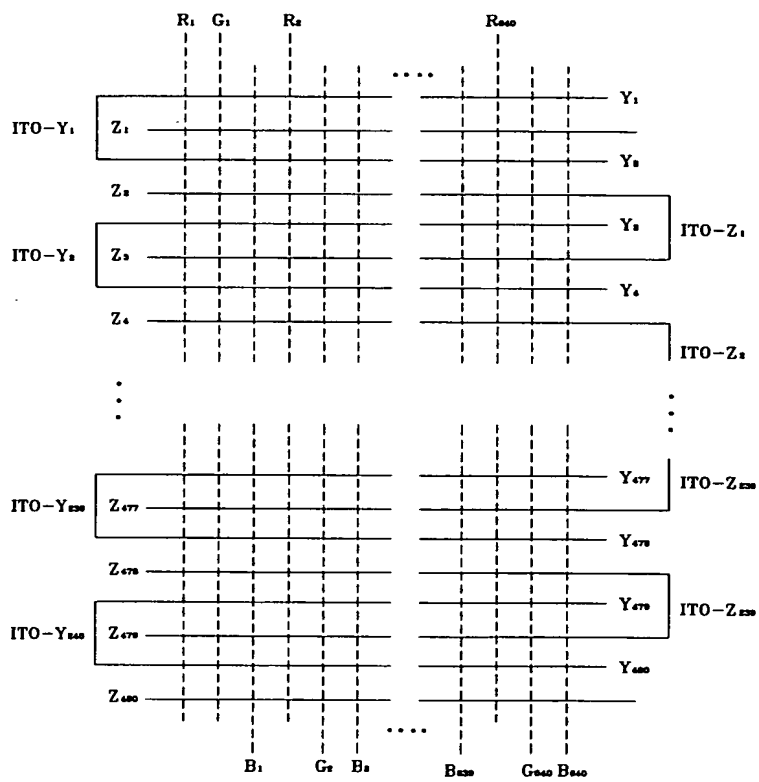 R₁ G₁ R₂ R₆₄₀
Y₁
ITO-Y₁ Z₁
Y₂
Z₂
Y₃ ITO-Z₁
ITO-Y₂ Z₃
Y₄
Z₄
ITO-Z₂
Y₄₇₇ ITO-Z₂₃₈
ITO-Y₂₃₉ Z₄₇₇
Y₄₇₈
Z₄₇₈
Y₄₇₉ ITO-Z₂₃₉
ITO-Y₂₄₀ Z₄₇₉
Y₄₈₀
Z₄₈₀
B₁ G₂ B₂ B₆₃₉ G₆₄₀ B₆₄₀